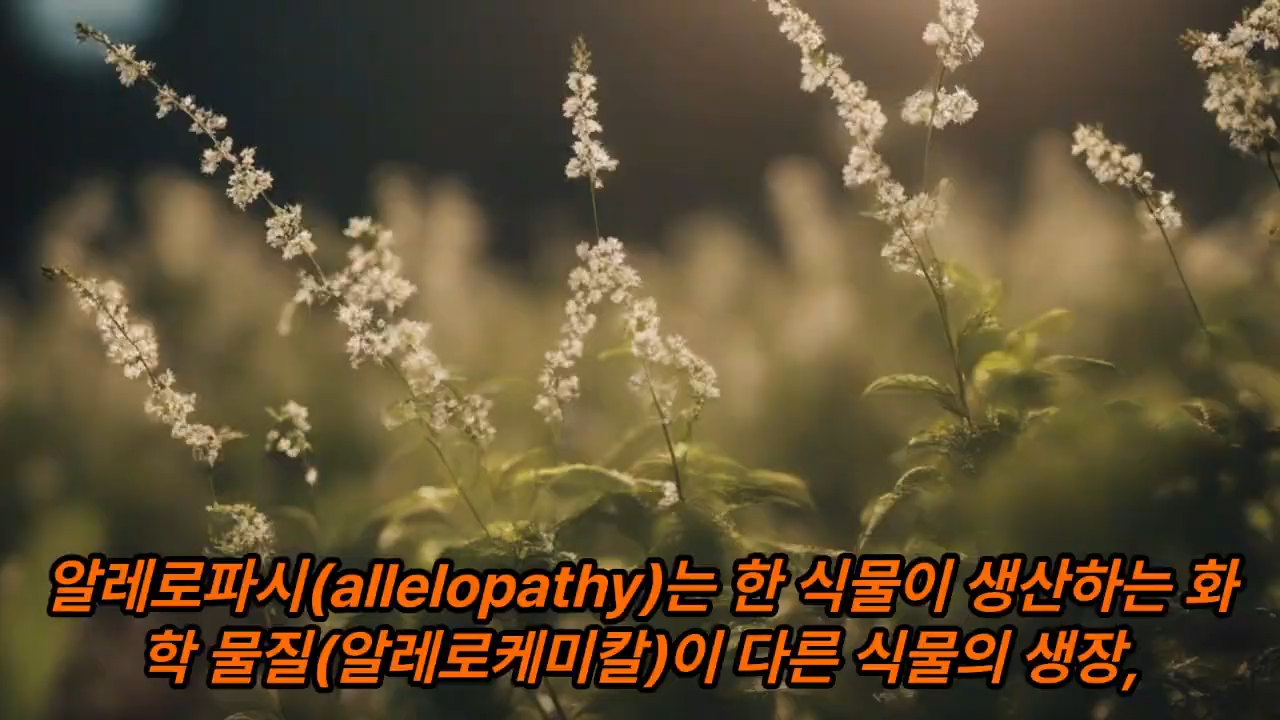 알레로파시(allelopathy)는 한 식물이 생산하는 화
학 물질(알레로케미칼)이 다른 식물의 생장,